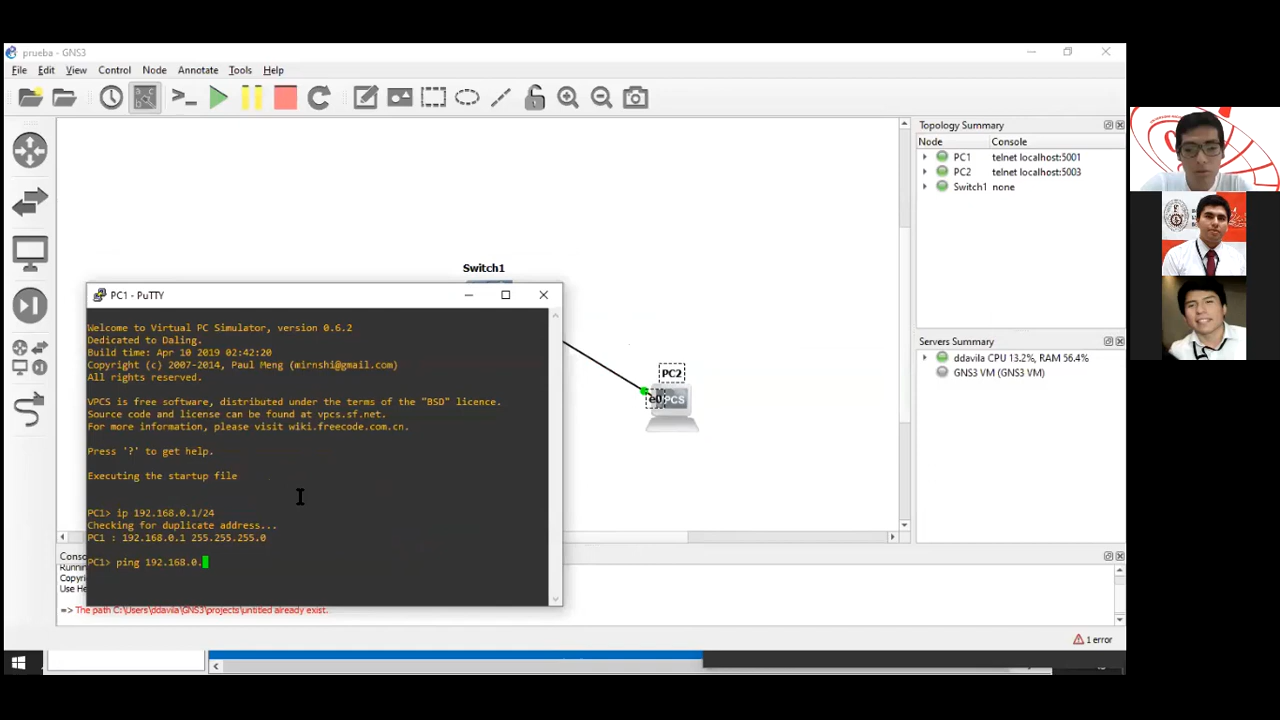 prueba - GNS3
File Edit View Control Node Annotate Tools Help
Topology Summary
Node Console
PC1 telnet localhost:5001
PC2 telnet localhost:5003
Switch1 none
Servers Summary
ddavila CPU 13.2%, RAM 56.4%
GNS3 VM (GNS3 VM)
Switch1
PC2
e0
PCS
PC1 - PuTTY
Welcome to Virtual PC Simulator, version 0.6.2
Dedicated to Daling.
Build time: Apr 10 2019 02:42:20
Copyright (c) 2007-2014, Paul Meng (mirnshi@gmail.com)
All rights reserved.
VPCS is free software, distributed under the terms of the "BSD" licence.
Source code and license can be found at vpcs.sf.net.
For more information, please visit wiki.freecode.com.cn.
Press '?' to get help.
Executing the startup file
PC1> ip 192.168.0.1/24
Checking for duplicate address...
PC1 : 192.168.0.1 255.255.255.0
PC1> ping 192.168.0.
=> The path C:\Users\ddavila\GNS3\projects\untitled already exist.
1 error